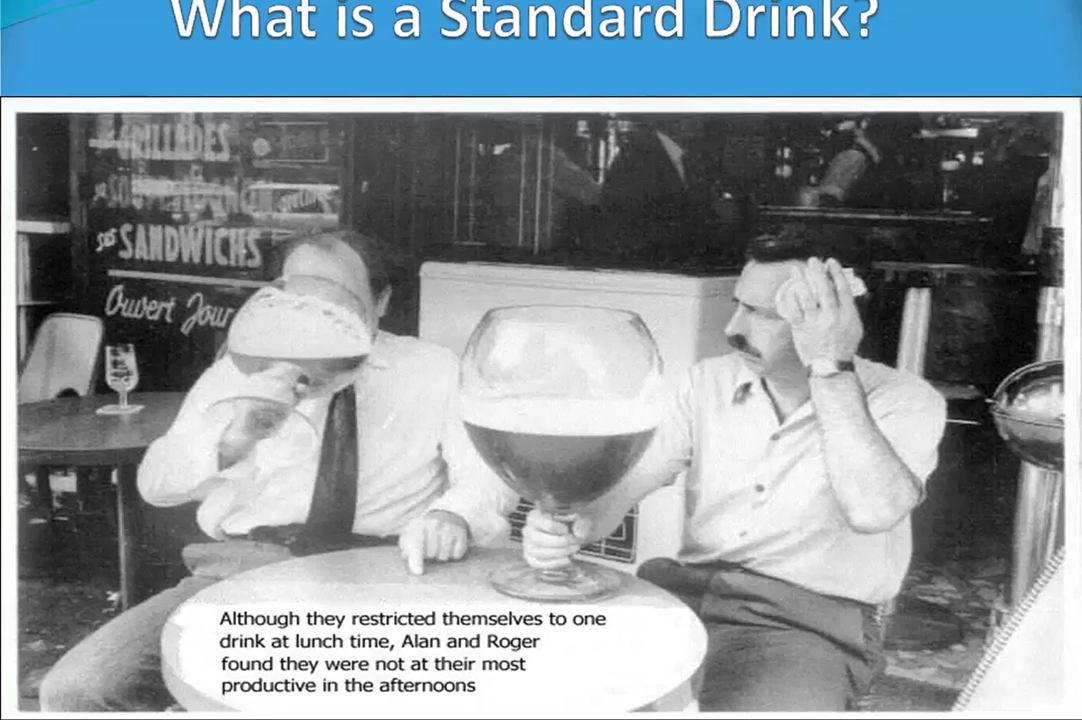 What is a Standard Drink?
GRILLADES
SANDWICHS
Ouvert Jour
Although they restricted themselves to one
drink at lunch time, Alan and Roger
found they were not at their most
productive in the afternoons